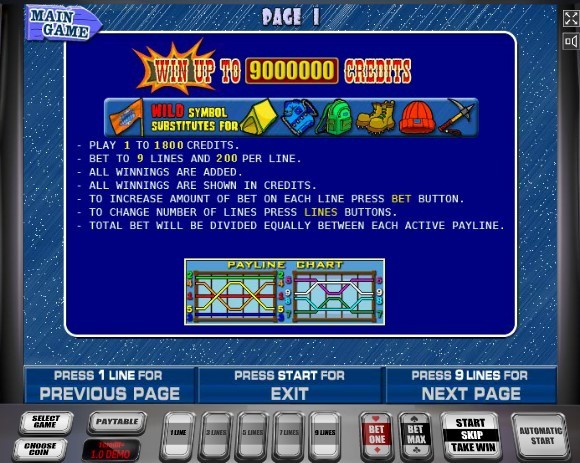 MAIN GAME
PAGE 1
WIN UP TO 9000000 CREDITS
WILD SYMBOL
SUBSTITUTES FOR
- PLAY 1 TO 1800 CREDITS.
- BET TO 9 LINES AND 200 PER LINE.
- ALL WINNINGS ARE ADDED.
- ALL WINNINGS ARE SHOWN IN CREDITS.
- TO INCREASE AMOUNT OF BET ON EACH LINE PRESS BET BUTTON.
- TO CHANGE NUMBER OF LINES PRESS LINES BUTTONS.
- TOTAL BET WILL BE DIVIDED EQUALLY BETWEEN EACH ACTIVE PAYLINE.
PAYLINE CHART
PRESS 1 LINE FOR
PREVIOUS PAGE
PRESS START FOR
EXIT
PRESS 9 LINES FOR
NEXT PAGE
SELECT GAME
CHOOSE COIN
PAYTABLE
1.0 DEMO
1 LINE
3 LINES
5 LINES
7 LINES
9 LINES
BET ONE
BET MAX
START
SKIP
TAKE WIN
AUTOMATIC START